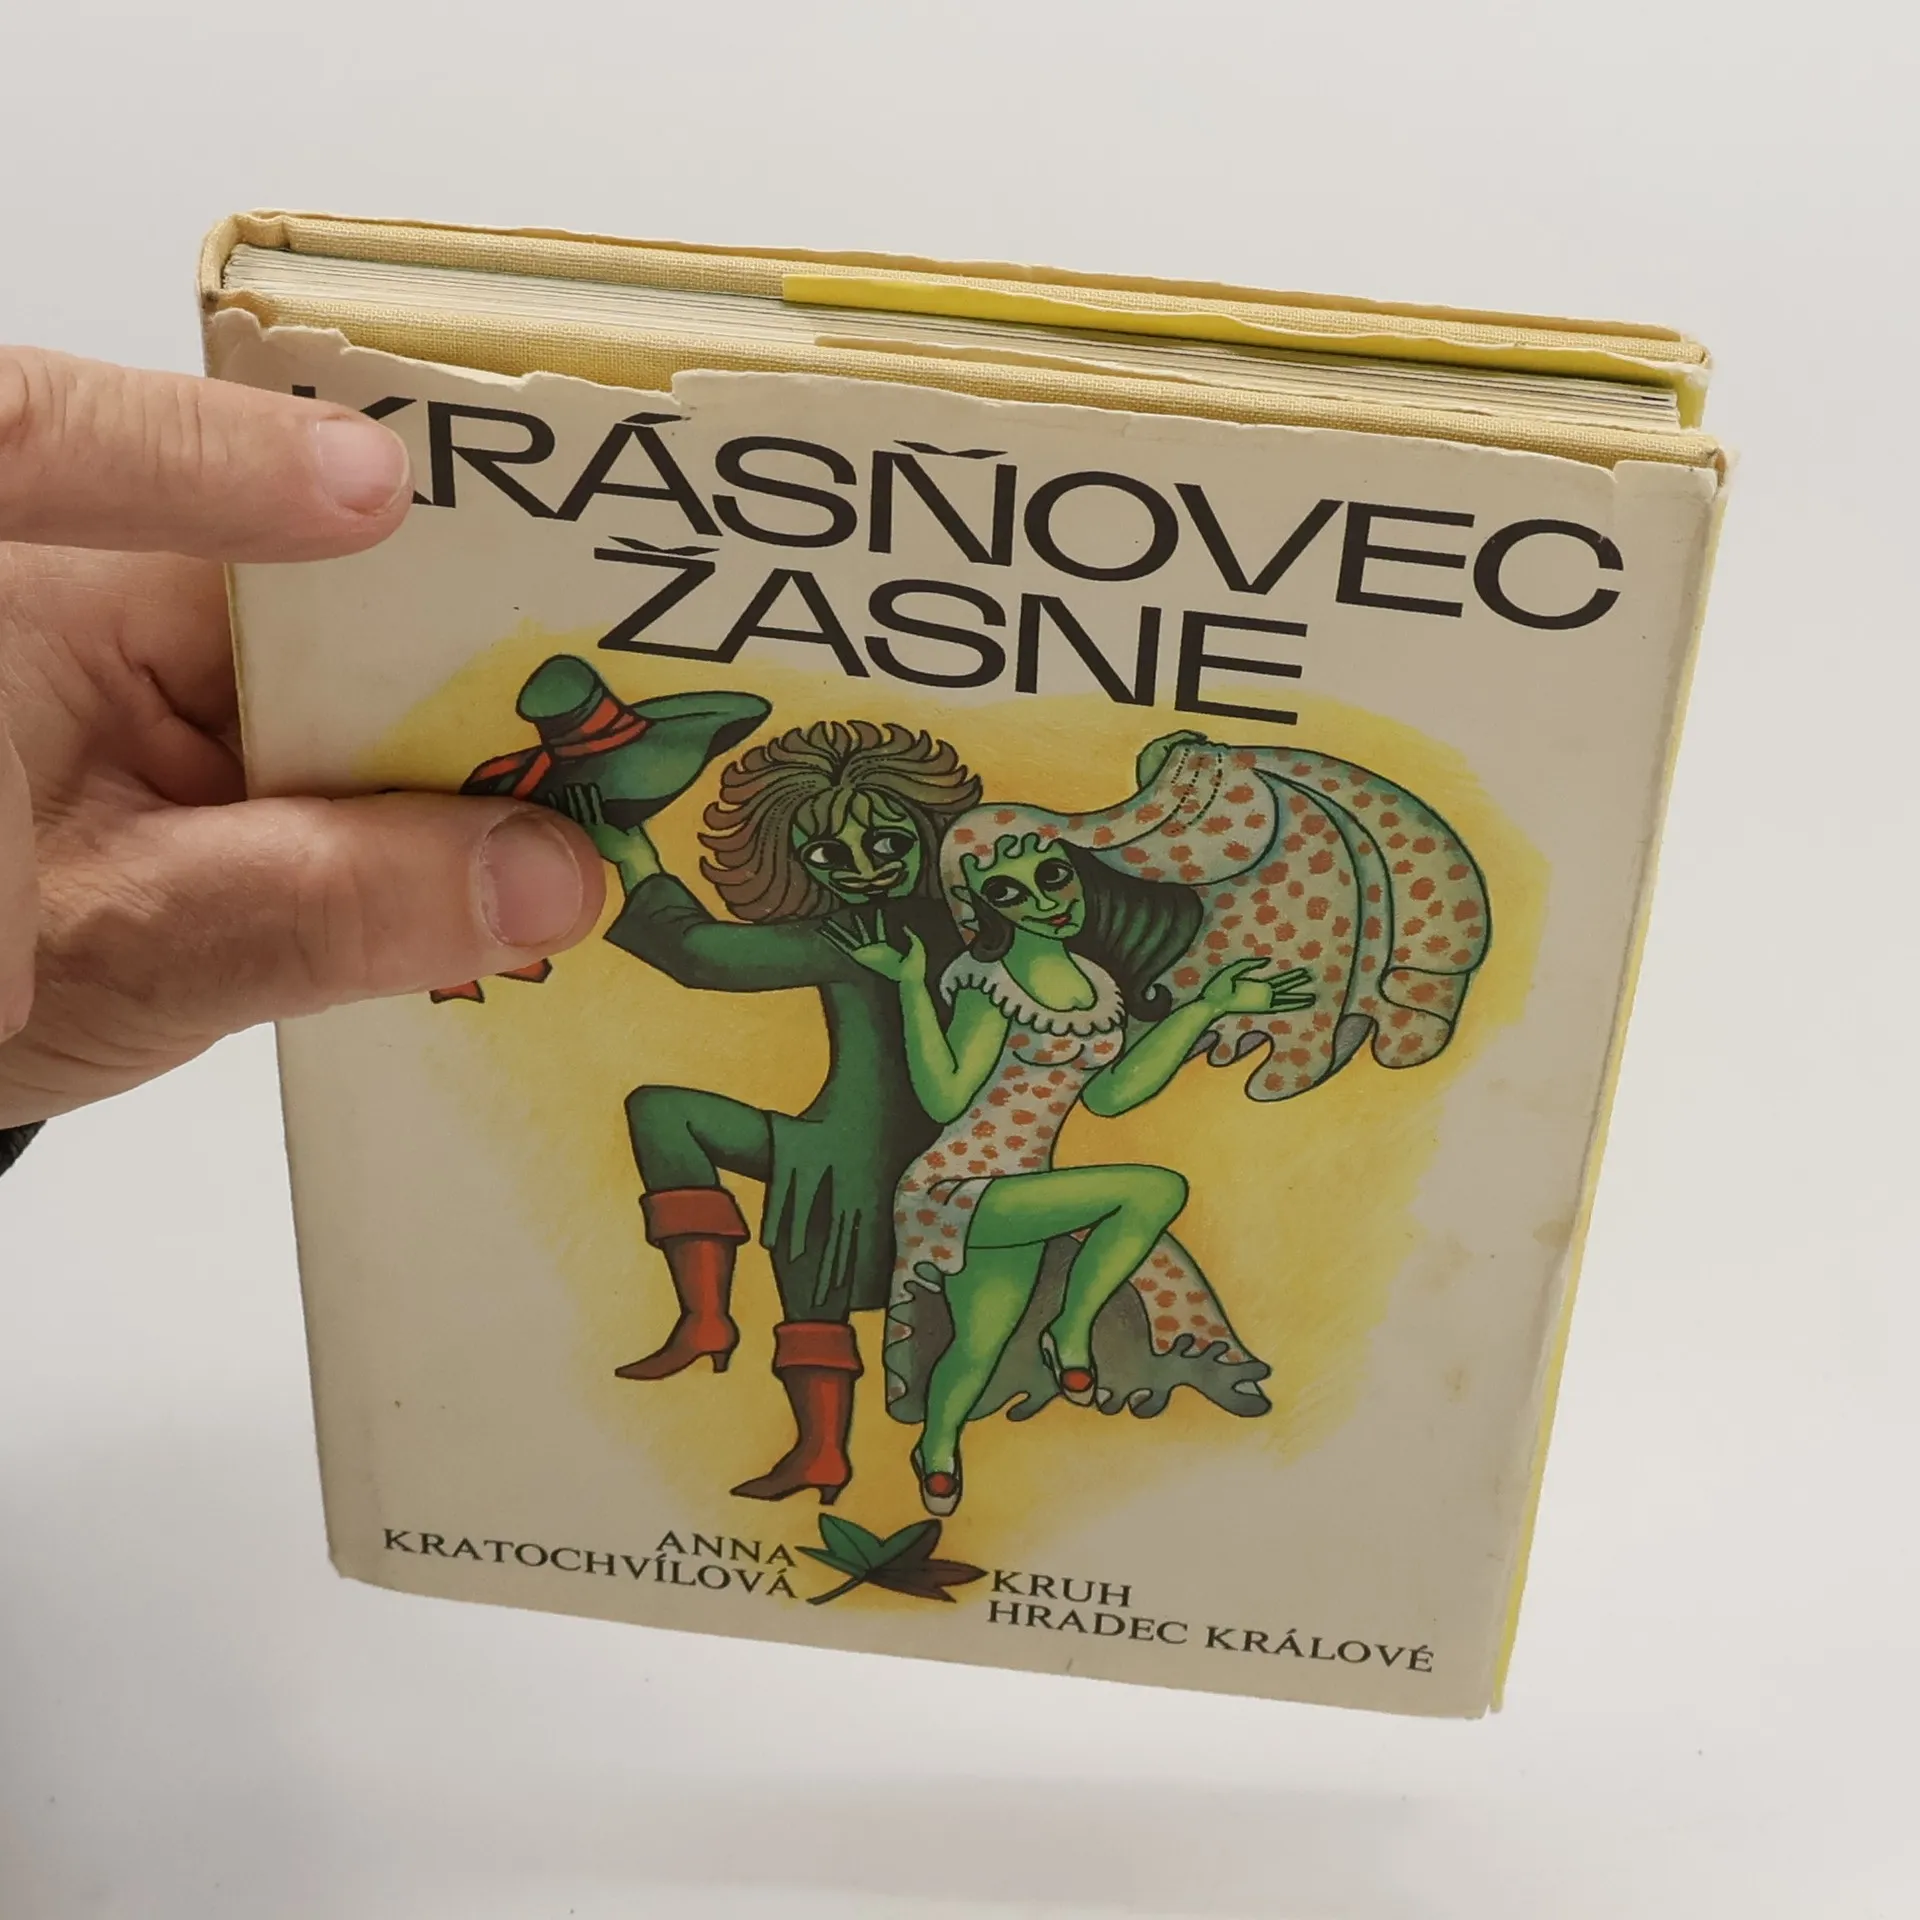 KRÁSŇOVEC
ŽASNE
ANNA
KRATOCHVÍLOVÁ
KRUH
HRADEC KRÁLOVÉ